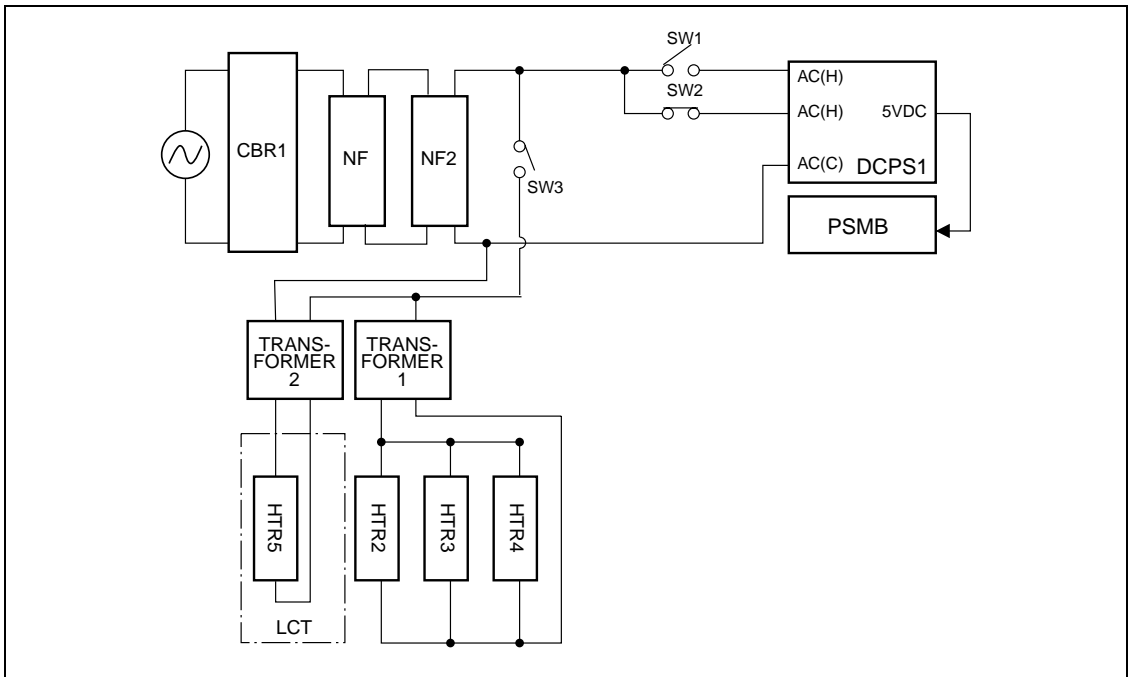 SW1
AC(H)
SW2
AC(H)
5VDC
CBR1
NF
NF2
AC(C)
DCPS1
SW3
PSMB
TRANS-
FORMER
2
TRANS-
FORMER
1
HTR5
HTR2
HTR3
HTR4
LCT